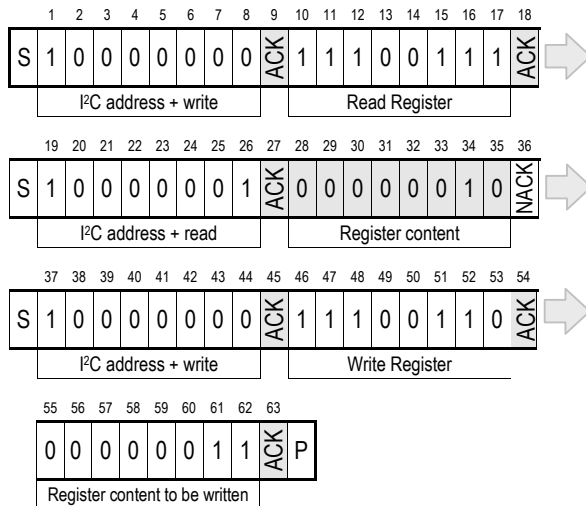 1 2 3 4 5 6 7 8 9 10 11 12 13 14 15 16 17 18
S 1 0 0 0 0 0 0 0 ACK 1 1 1 0 0 1 1 1 ACK
I²C address + write Read Register
19 20 21 22 23 24 25 26 27 28 29 30 31 32 33 34 35 36
S 1 0 0 0 0 0 0 1 ACK 0 0 0 0 0 0 1 0 NACK
I²C address + read Register content
37 38 39 40 41 42 43 44 45 46 47 48 49 50 51 52 53 54
S 1 0 0 0 0 0 0 0 ACK 1 1 1 0 0 1 1 0 ACK
I²C address + write Write Register
55 56 57 58 59 60 61 62 63
0 0 0 0 0 0 1 1 ACK P
Register content to be written